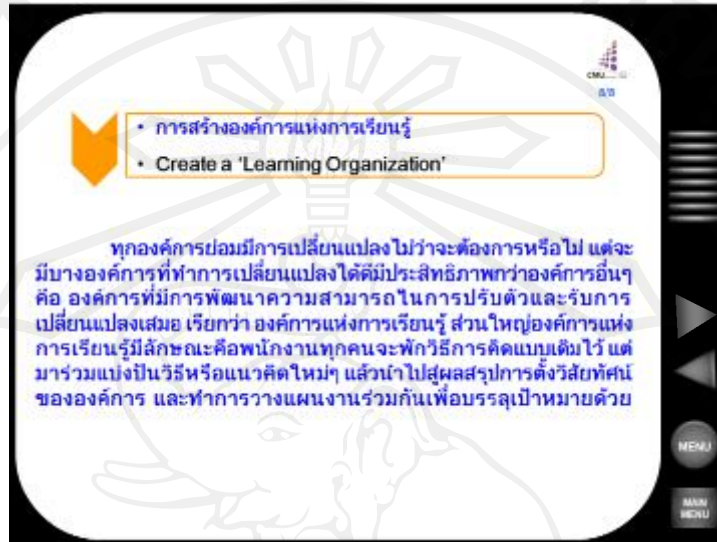 CMU
8/8
• การสร้างองค์การแห่งการเรียนรู้
• Create a ‘Learning Organization’
ทุกองค์การย่อมมีการเปลี่ยนแปลงไม่ว่าจะต้องการหรือไม่ แต่จะ
มีบางองค์การที่ทำการเปลี่ยนแปลงได้ดีมีประสิทธิภาพกว่าองค์การอื่นๆ
คือ องค์การที่มีการพัฒนาความสามารถในการปรับตัวและรับการ
เปลี่ยนแปลงเสมอ เรียกว่า องค์การแห่งการเรียนรู้ ส่วนใหญ่องค์การแห่ง
การเรียนรู้มีลักษณะคือพนักงานทุกคนจะพักวิธีการคิดแบบเดิมไว้ แต่
มาร่วมแบ่งปันวิธีหรือแนวคิดใหม่ๆ แล้วนำไปสู่ผลสรุปการตั้งวิสัยทัศน์
ขององค์การ และทำการวางแผนงานร่วมกันเพื่อบรรลุเป้าหมายด้วย
MENU
MAIN
MENU